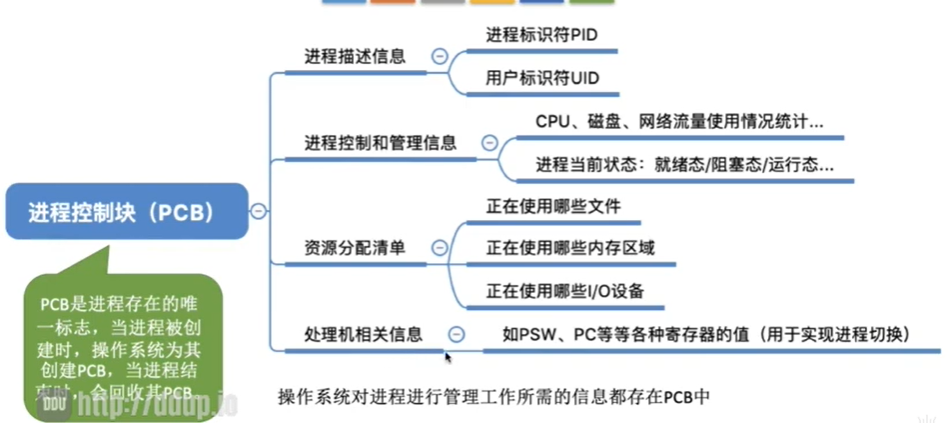 进程描述信息
进程标识符PID
用户标识符UID
进程控制和管理信息
CPU、磁盘、网络流量使用情况统计...
进程当前状态：就绪态/阻塞态/运行态...
进程控制块（PCB）
资源分配清单
正在使用哪些文件
正在使用哪些内存区域
正在使用哪些I/O设备
处理机相关信息
如PSW、PC等等各种寄存器的值（用于实现进程切换）
PCB是进程存在的唯
一标志，当进程被创
建时，操作系统为其
创建PCB，当进程结
束时，会回收其PCB。
操作系统对进程进行管理工作所需的信息都存在PCB中
DDU http://ddup.io